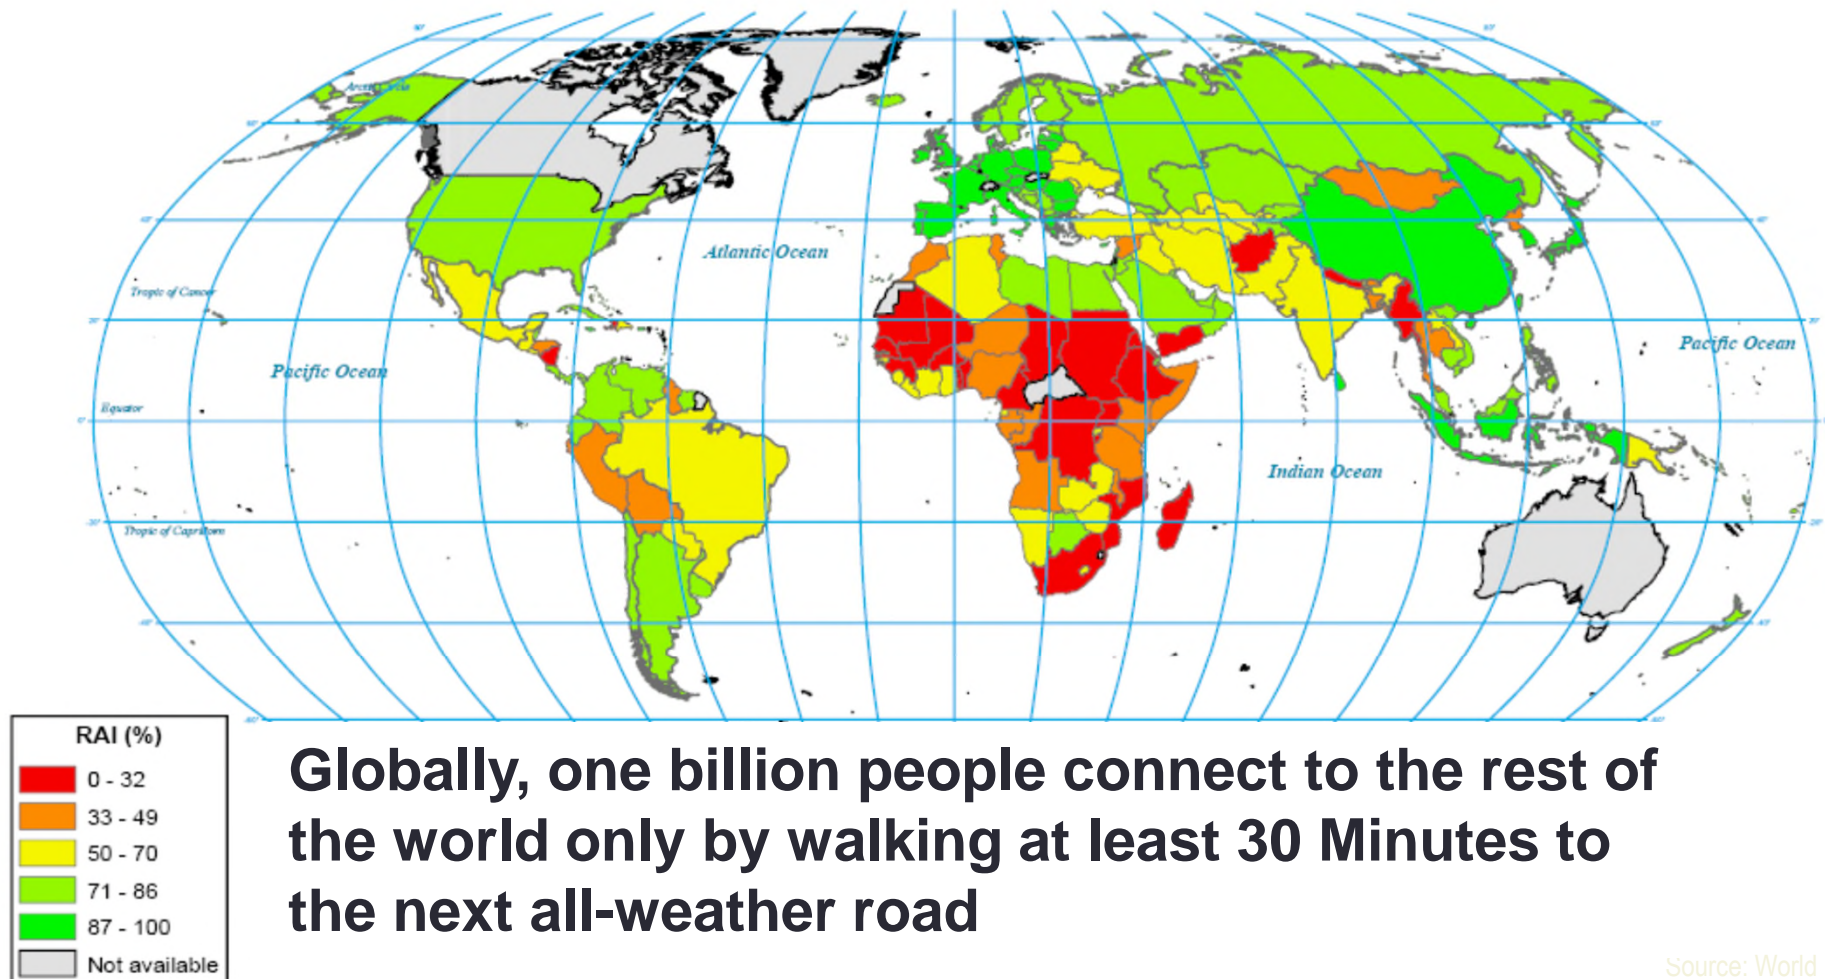 Arctic Circle
Atlantic Ocean
Tropic of Cancer
Pacific Ocean
Pacific Ocean
Equator
Indian Ocean
Tropic of Capricorn
RAI (%)
0 - 32
33 - 49
50 - 70
71 - 86
87 - 100
Not available
Globally, one billion people connect to the rest of
the world only by walking at least 30 Minutes to
the next all-weather road
Source: World